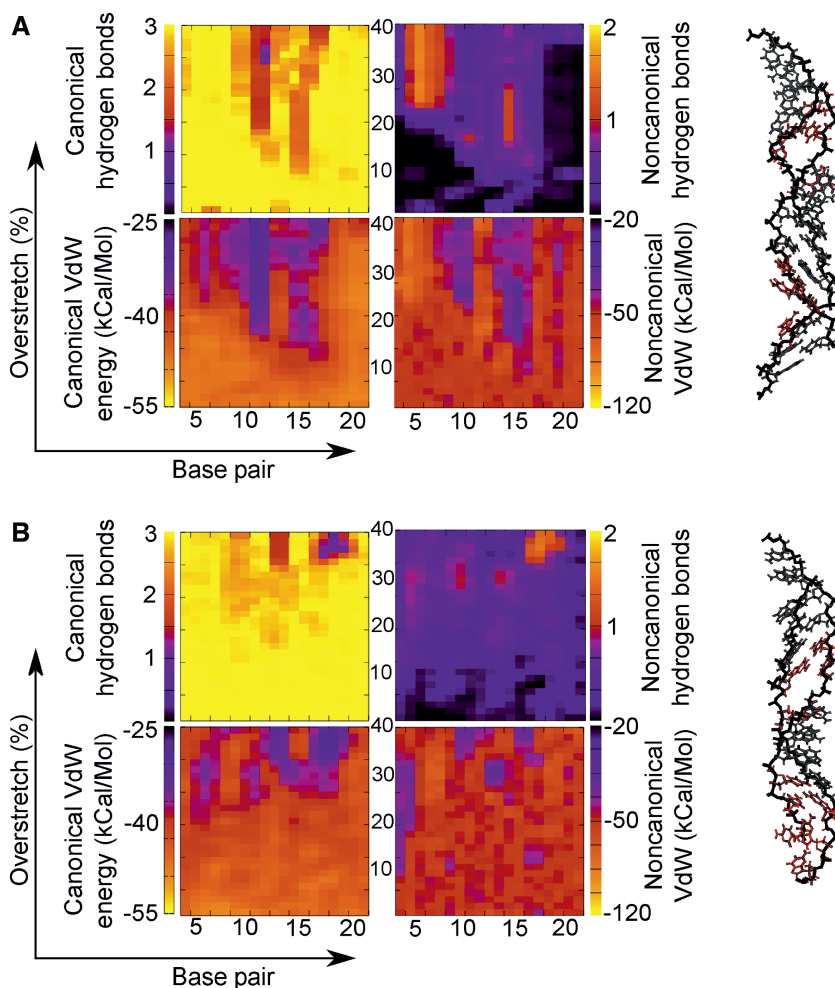 A
Overstretch (%)
Canonical
hydrogen bonds
3
2
1
40
30
20
10
2
1
Noncanonical
hydrogen bonds
Canonical VdW
energy (kCal/Mol)
-25
-40
-55
40
30
20
10
-20
-50
-120
Noncanonical
VdW (kCal/Mol)
5 10 15 20
5 10 15 20
Base pair
B
Overstretch (%)
Canonical
hydrogen bonds
3
2
1
40
30
20
10
2
1
Noncanonical
hydrogen bonds
Canonical VdW
energy (kCal/Mol)
-25
-40
-55
40
30
20
10
-20
-50
-120
Noncanonical
VdW (kCal/Mol)
5 10 15 20
5 10 15 20
Base pair